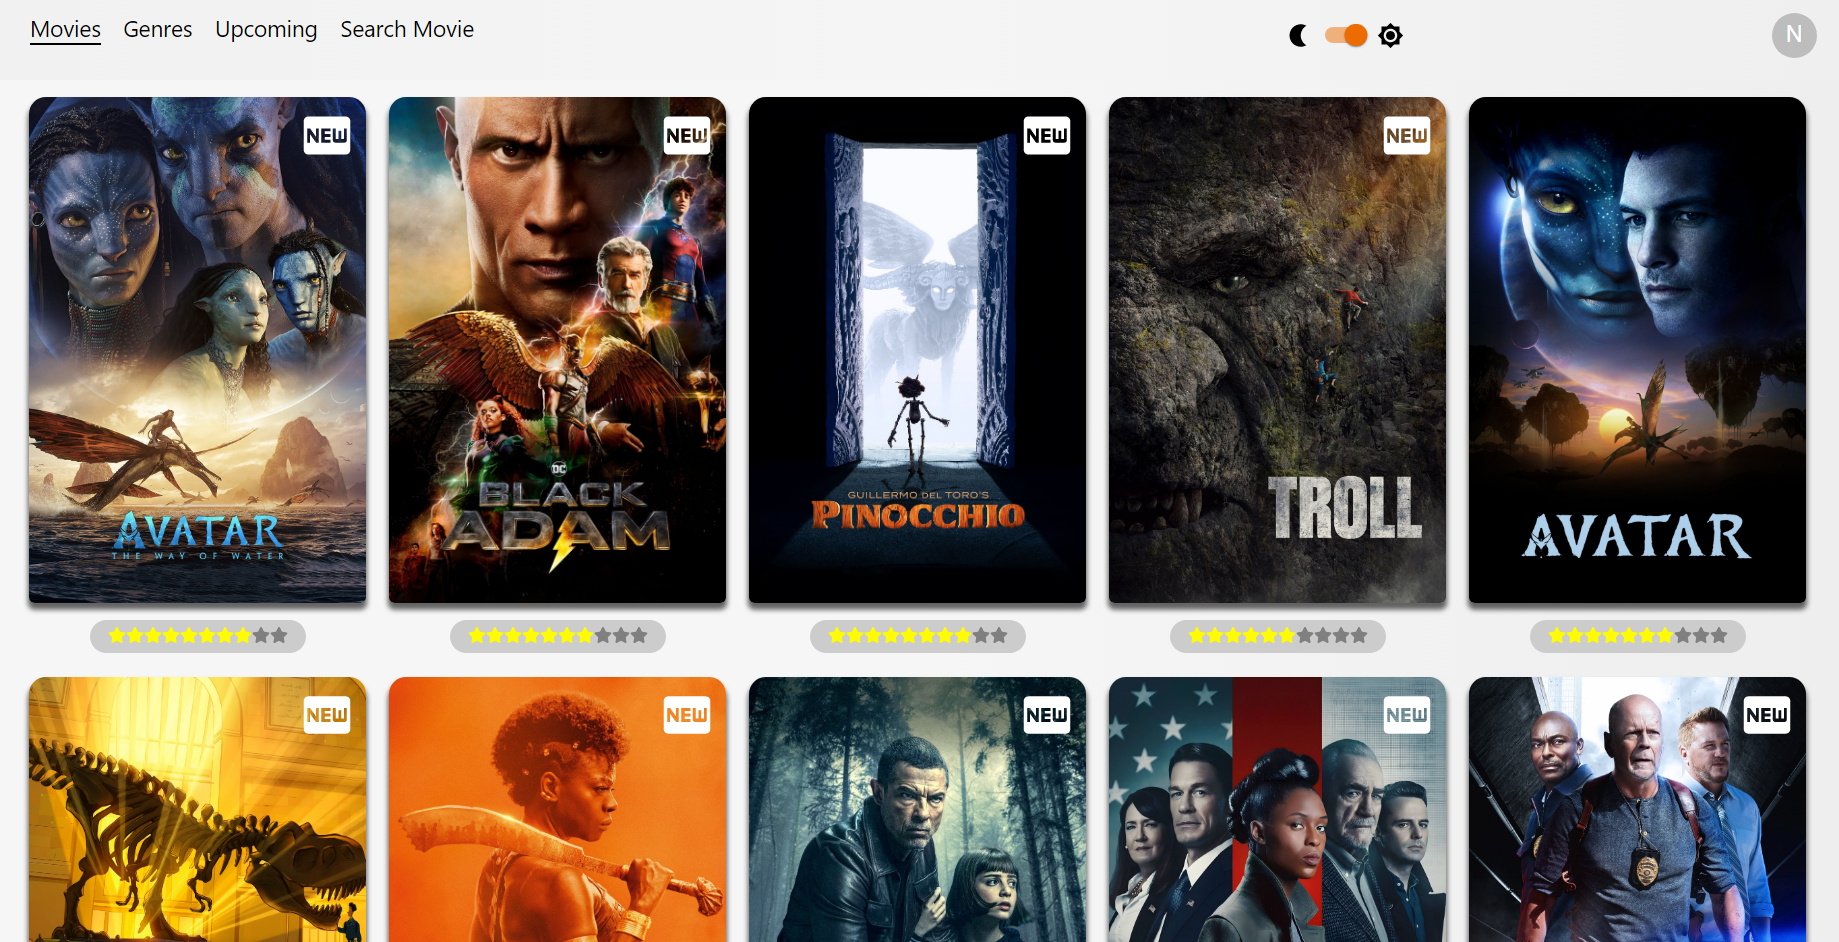 Movies Genres Upcoming Search Movie
N
NEW
NEW
NEW
NEW
AVATAR
THE WAY OF WATER
DC
BLACK
ADAM
GUILLERMO DEL TORO'S
PINOCCHIO
TROLL
AVATAR
NEW
NEW
NEW
NEW
NEW